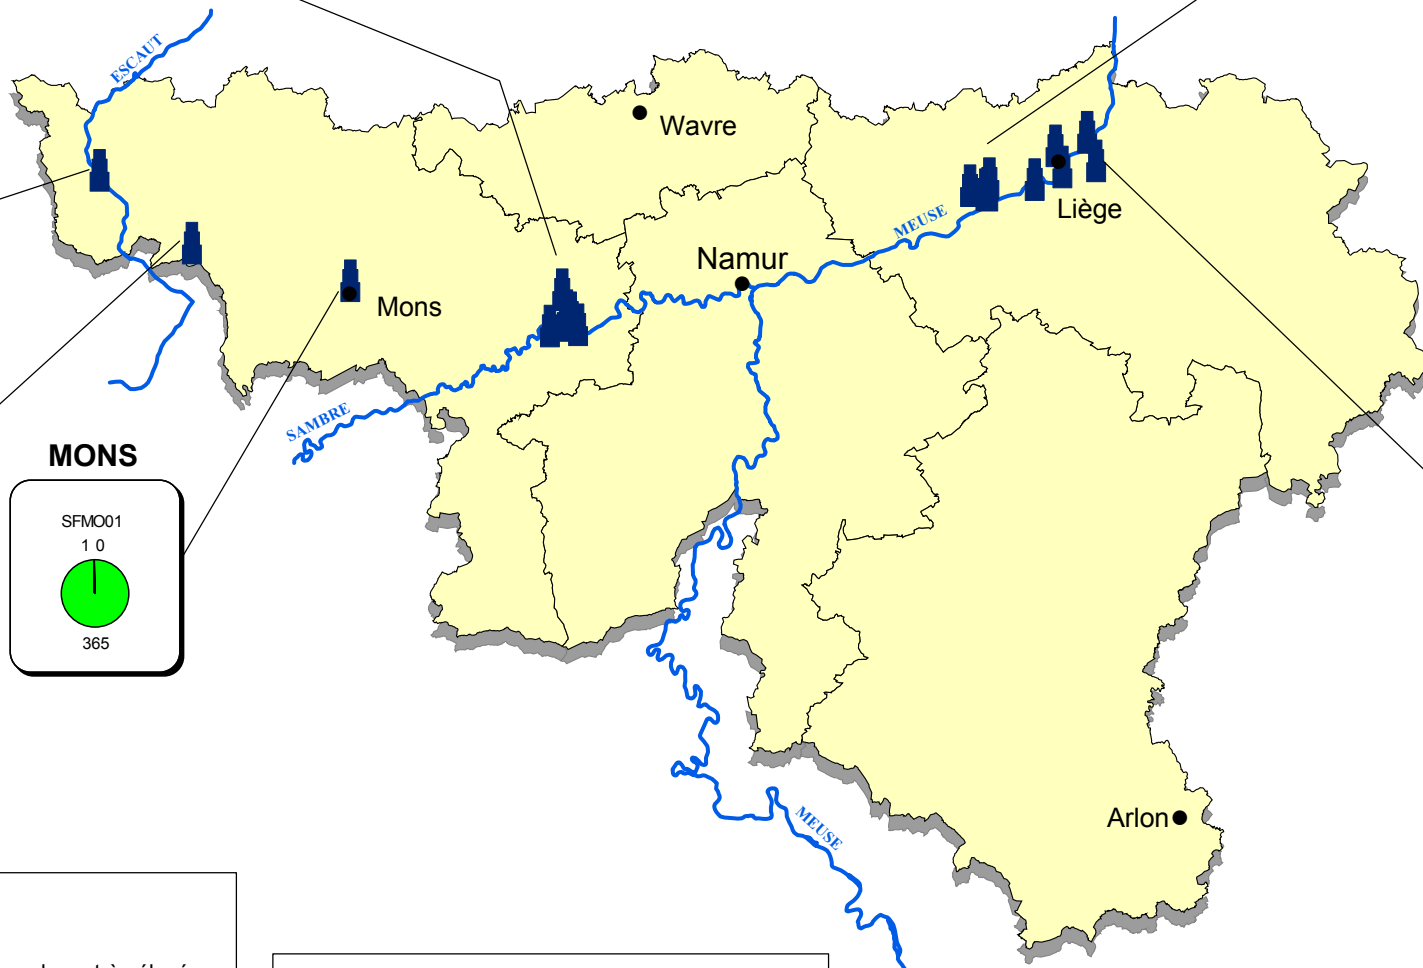 ESCAUT
Wavre
Liège
MEUSE
Namur
Mons
SAMBRE
MONS
SFMO01
1 0
365
MEUSE
Arlon